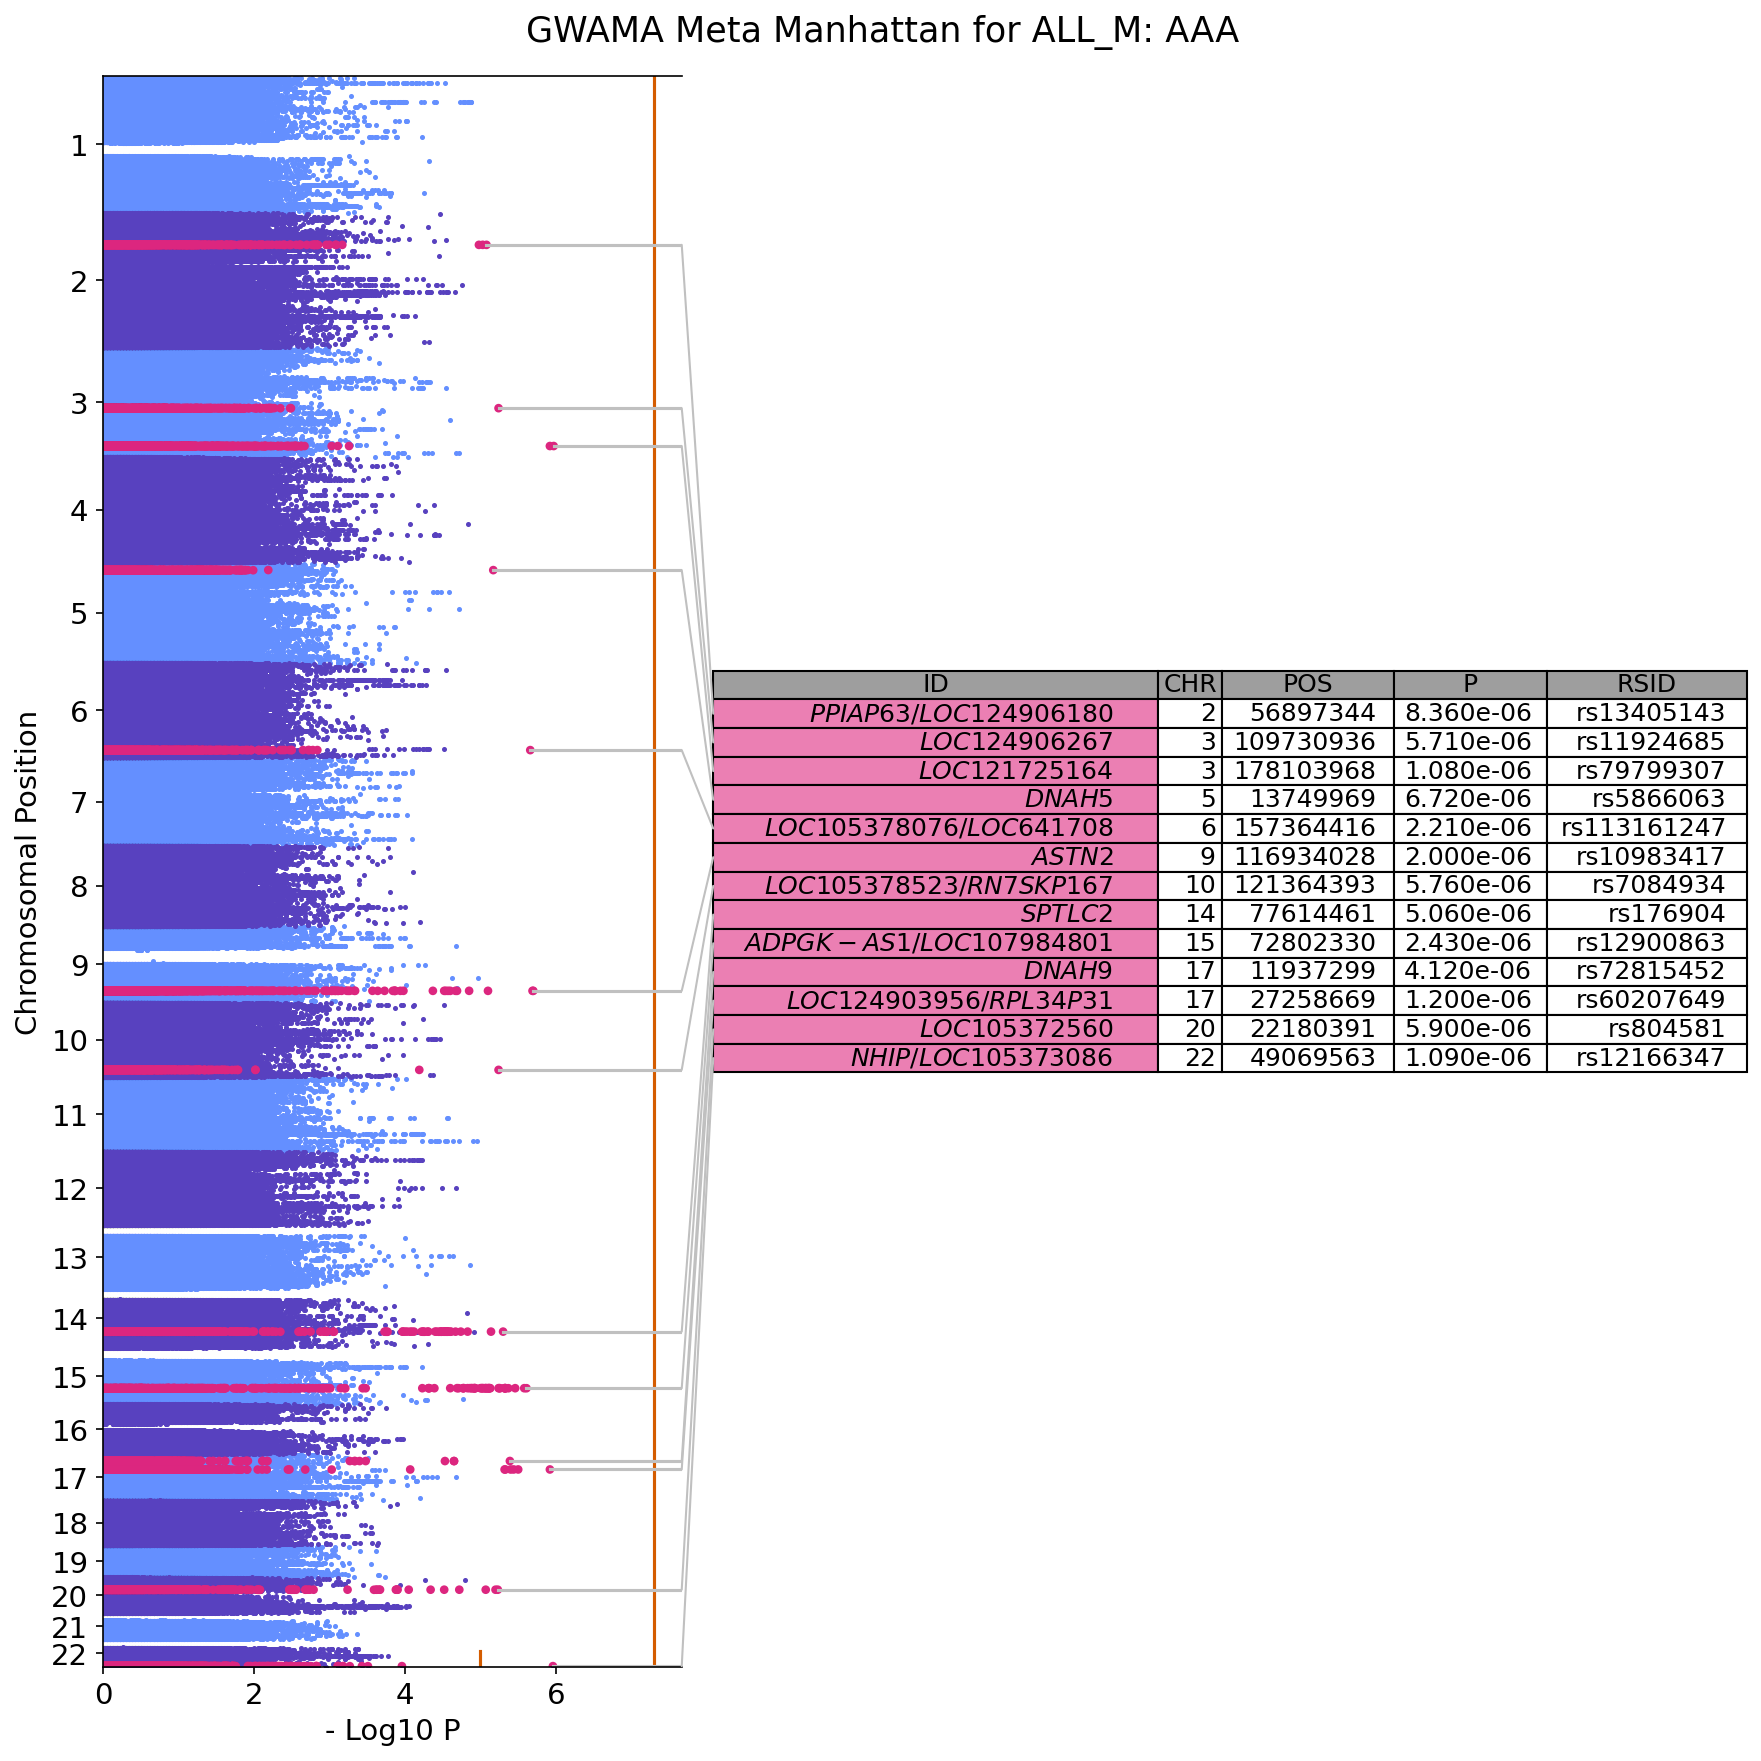 GWAMA Meta Manhattan for ALL_M: AAA
Chromosomal Position
1
2
3
4
5
6
7
8
9
10
11
12
13
14
15
16
17
18
19
20
21
22
0 2 4 6
- Log10 P
ID CHR POS P RSID
PPIAP63/LOC124906180 2 56897344 8.360e-06 rs13405143
LOC124906267 3 109730936 5.710e-06 rs11924685
LOC121725164 3 178103968 1.080e-06 rs79799307
DNAH5 5 13749969 6.720e-06 rs5866063
LOC105378076/LOC641708 6 157364416 2.210e-06 rs113161247
ASTN2 9 116934028 2.000e-06 rs10983417
LOC105378523/RN7SKP167 10 121364393 5.760e-06 rs7084934
SPTLC2 14 77614461 5.060e-06 rs176904
ADPGK − AS1/LOC107984801 15 72802330 2.430e-06 rs12900863
DNAH9 17 11937299 4.120e-06 rs72815452
LOC124903956/RPL34P31 17 27258669 1.200e-06 rs60207649
LOC105372560 20 22180391 5.900e-06 rs804581
NHIP/LOC105373086 22 49069563 1.090e-06 rs12166347